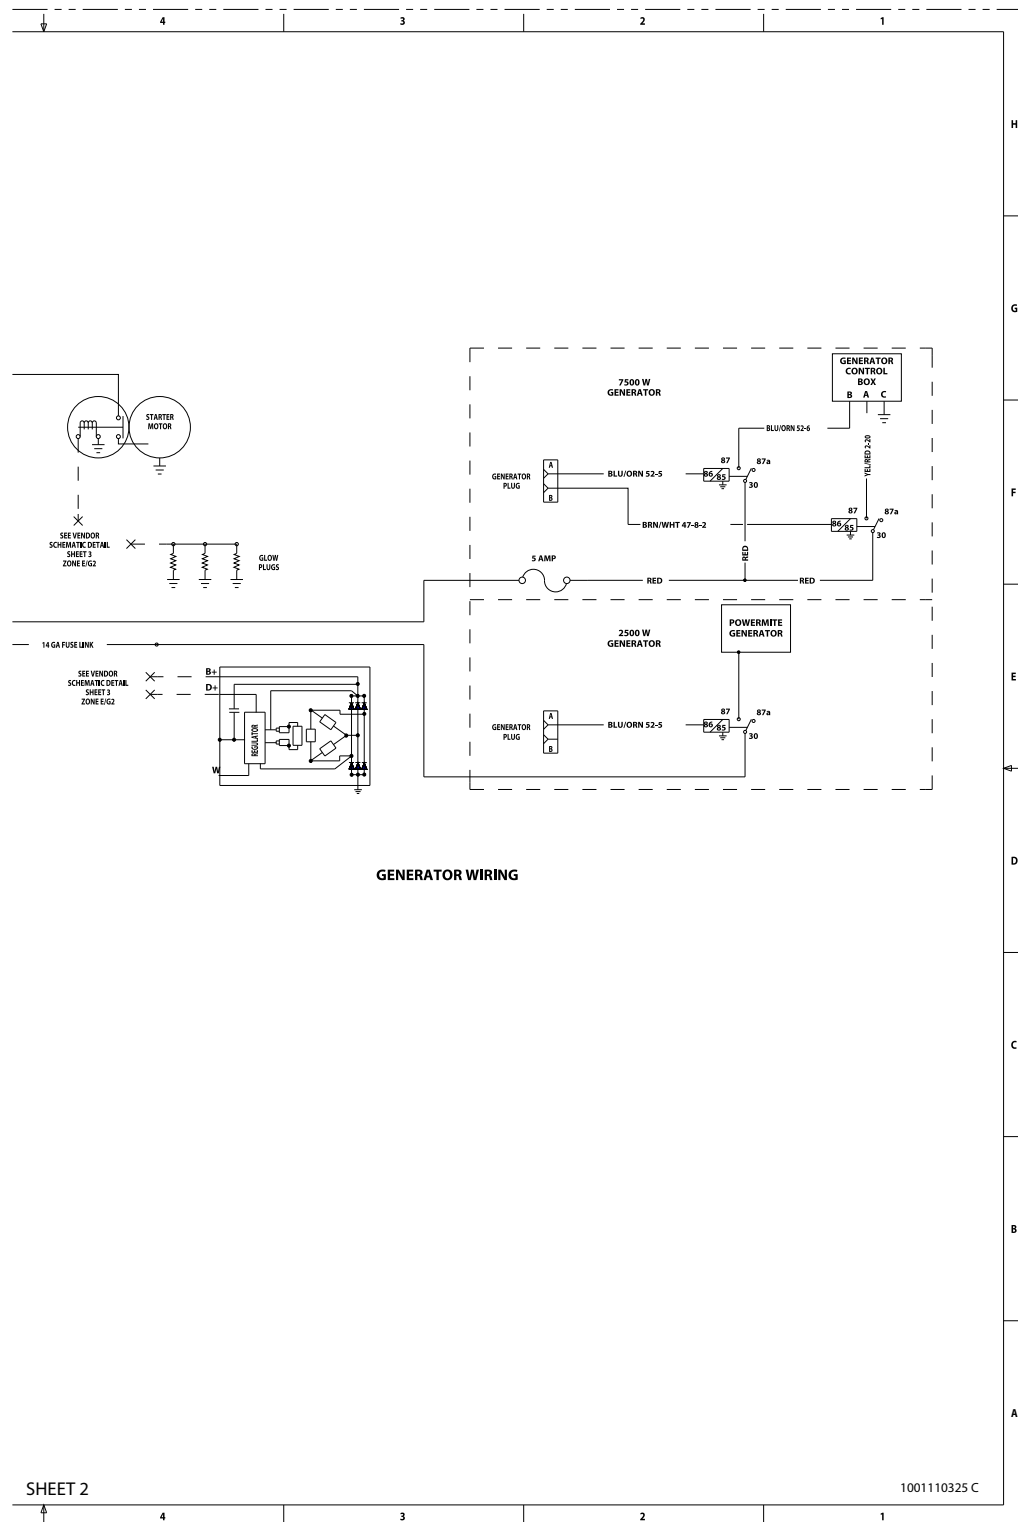 4 3 2 1
H
G
F
E
D
C
B
A
STARTER
MOTOR
SEE VENDOR
SCHEMATIC DETAIL
SHEET 3
ZONE E/G2
GLOW
PLUGS
14 GA FUSE LINK
SEE VENDOR
SCHEMATIC DETAIL
SHEET 3
ZONE E/G2
B+
D+
W
REGULATOR
7500 W
GENERATOR
GENERATOR
CONTROL
BOX
B A C
BLU/ORN 52-6
YEL/RED 2-20
GENERATOR
PLUG
A
B
BLU/ORN 52-5
86 85
87
87a
30
BRN/WHT 47-8-2
86 85
87
87a
30
RED
5 AMP
RED
RED
2500 W
GENERATOR
POWERMITE
GENERATOR
GENERATOR
PLUG
A
B
BLU/ORN 52-5
86 85
87
87a
30
GENERATOR WIRING
SHEET 2
1001110325 C
4 3 2 1